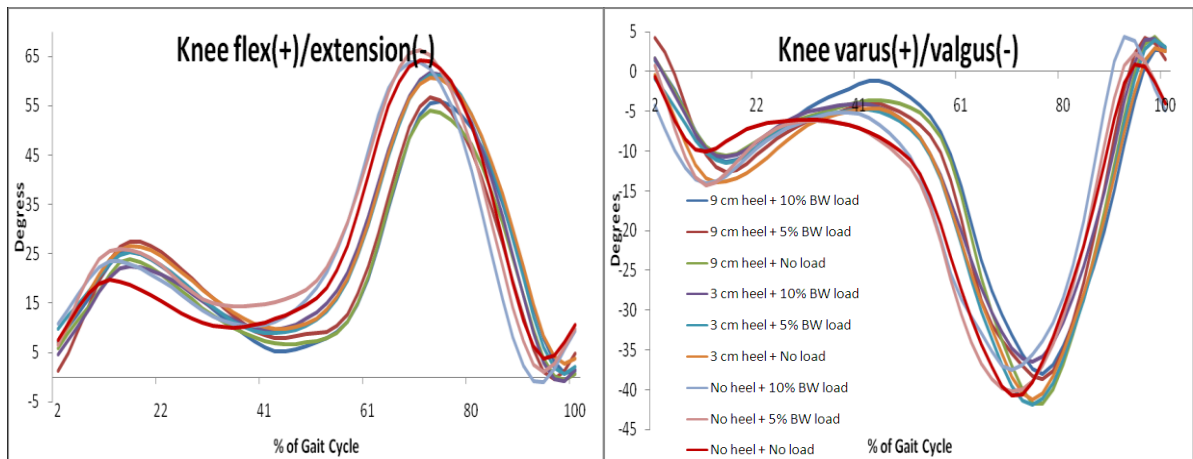 Knee flex(+)/extension(-)
65
55
45
35
25
15
5
-5
2
22
41
61
80
100
Degress
% of Gait Cycle
Knee varus(+)/valgus(-)
5
0
-5
-10
-15
-20
-25
-30
-35
-40
-45
2
22
41
61
80
100
Degrees
9 cm heel + 10% BW load
9 cm heel + 5% BW load
9 cm heel + No load
3 cm heel + 10% BW load
3 cm heel + 5% BW load
3 cm heel + No load
No heel + 10% BW load
No heel + 5% BW load
No heel + No load
% of Gait Cycle